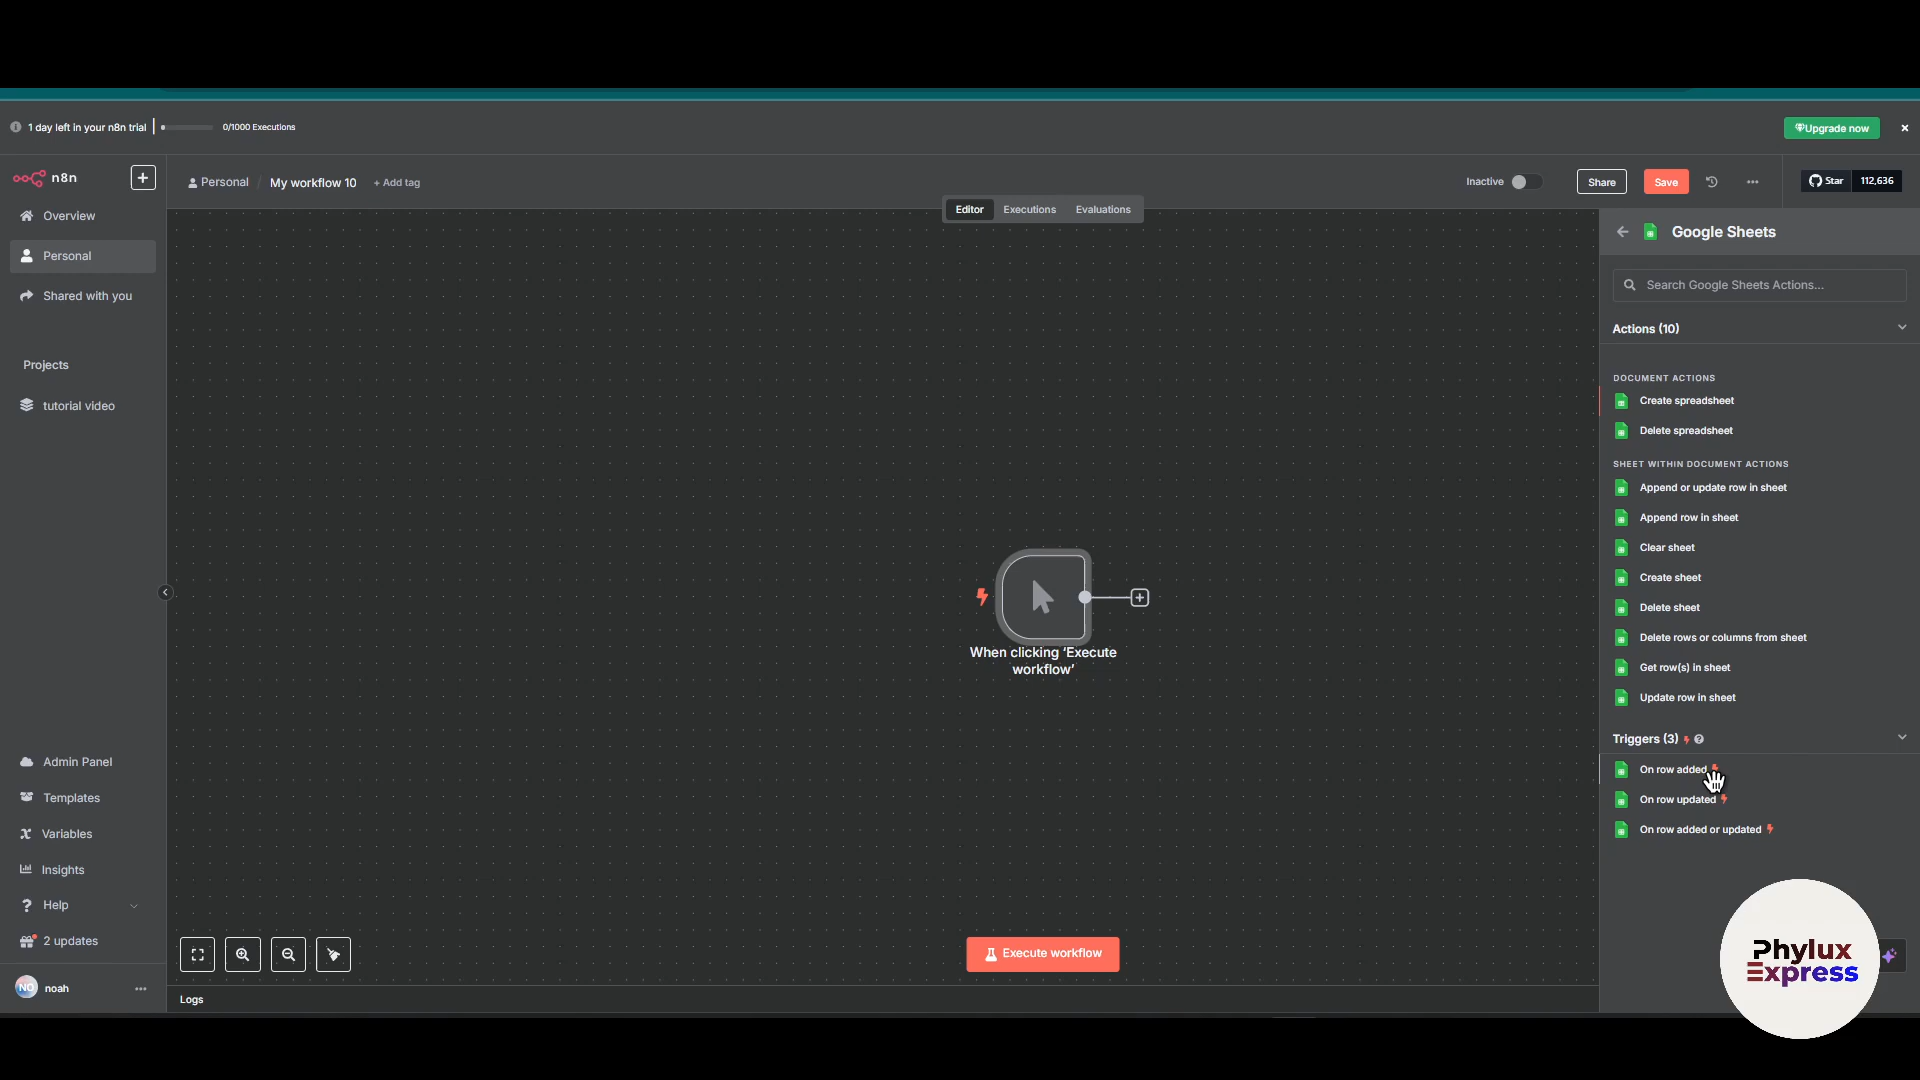 1 day left in your n8n trial
0/1000 Executions
Upgrade now
n8n
Personal / My workflow 10 + Add tag
Inactive
Share
Save
Star 112,636
Overview
Personal
Shared with you
Projects
tutorial video
Admin Panel
Templates
Variables
Insights
Help
2 updates
NO noah
Editor Executions Evaluations
When clicking ‘Execute
workflow’
Execute workflow
Logs
Google Sheets
Search Google Sheets Actions...
Actions (10)
DOCUMENT ACTIONS
Create spreadsheet
Delete spreadsheet
SHEET WITHIN DOCUMENT ACTIONS
Append or update row in sheet
Append row in sheet
Clear sheet
Create sheet
Delete sheet
Delete rows or columns from sheet
Get row(s) in sheet
Update row in sheet
Triggers (3)
On row added
On row updated
On row added or updated
Phylux
Express